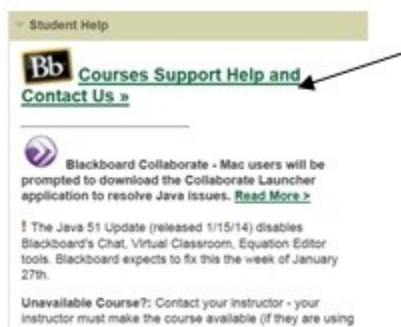 Student Help
Bb Courses Support Help and
Contact Us »
Blackboard Collaborate - Mac users will be
prompted to download the Collaborate Launcher
application to resolve Java issues. Read More >
! The Java 51 Update (released 1/15/14) disables
Blackboard's Chat, Virtual Classroom, Equation Editor
tools. Blackboard expects to fix this the week of January
27th.
Unavailable Course?: Contact your instructor - your
instructor must make the course available (if they are using